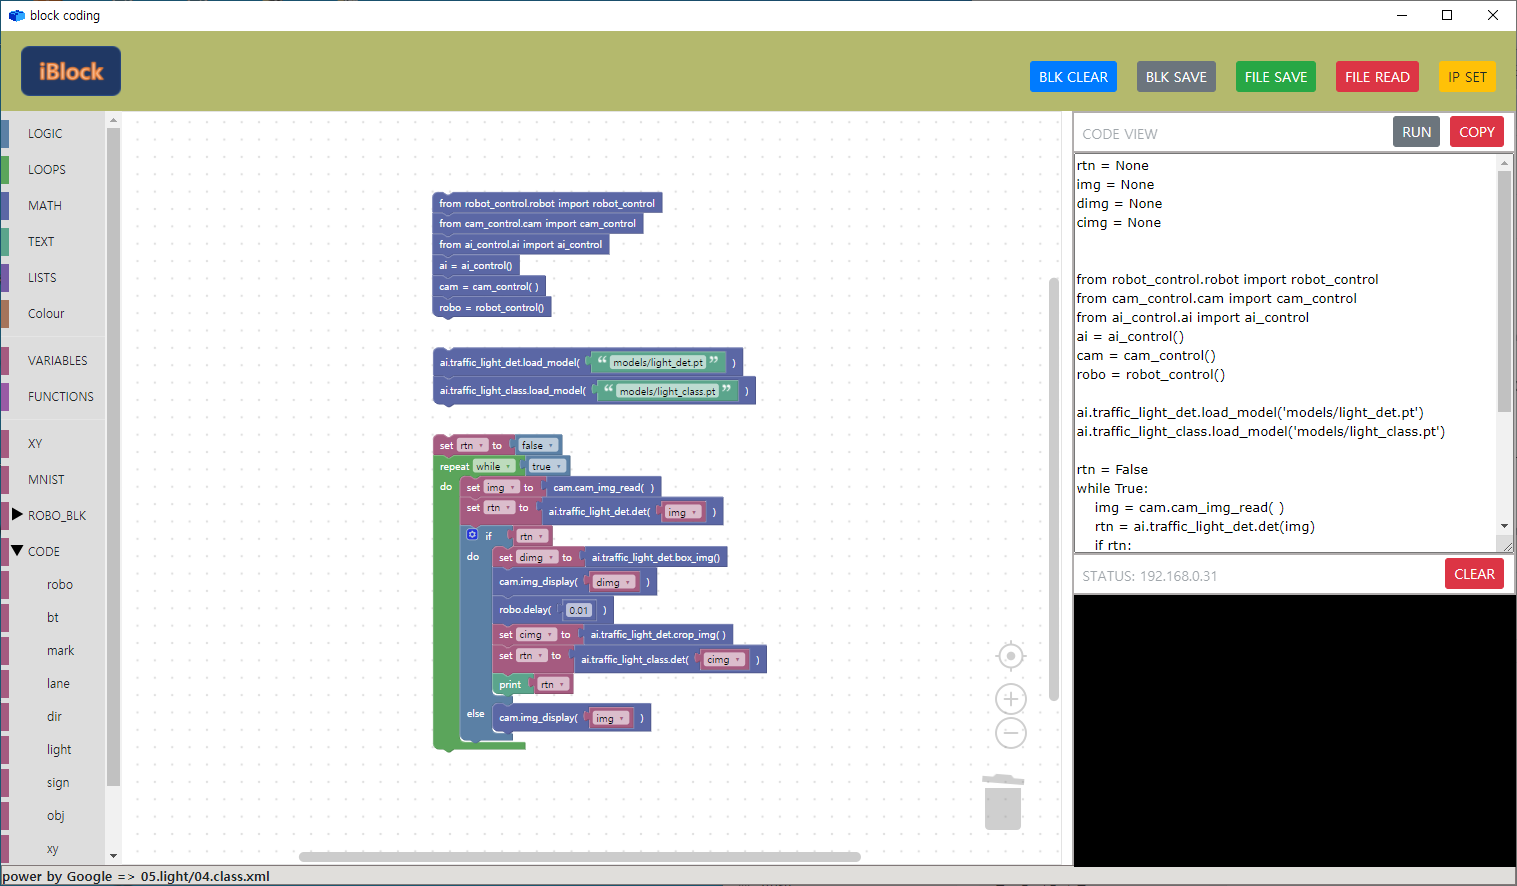 block coding
iBlock
BLK CLEAR
BLK SAVE
FILE SAVE
FILE READ
IP SET
LOGIC
LOOPS
MATH
TEXT
LISTS
Colour
VARIABLES
FUNCTIONS
XY
MNIST
ROBO_BLK
CODE
robo
bt
mark
lane
dir
light
sign
obj
xy
from robot_control.robot import robot_control
from cam_control.cam import cam_control
from ai_control.ai import ai_control
ai = ai_control()
cam = cam_control( )
robo = robot_control()
ai.traffic_light_det.load_model( “ models/light_det.pt ” )
ai.traffic_light_class.load_model( “ models/light_class.pt ” )
set rtn to false
repeat while true
do set img to cam.cam_img_read( )
set rtn to ai.traffic_light_det.det( img )
if rtn
do set dimg to ai.traffic_light_det.box_img()
cam.img_display( dimg )
robo.delay( 0.01 )
set cimg to ai.traffic_light_det.crop_img( )
set rtn to ai.traffic_light_class.det( cimg )
print rtn
else cam.img_display( img )
CODE VIEW
RUN
COPY
rtn = None
img = None
dimg = None
cimg = None
from robot_control.robot import robot_control
from cam_control.cam import cam_control
from ai_control.ai import ai_control
ai = ai_control()
cam = cam_control()
robo = robot_control()
ai.traffic_light_det.load_model('models/light_det.pt')
ai.traffic_light_class.load_model('models/light_class.pt')
rtn = False
while True:
img = cam.cam_img_read( )
rtn = ai.traffic_light_det.det(img)
if rtn:
STATUS: 192.168.0.31
CLEAR
power by Google => 05.light/04.class.xml